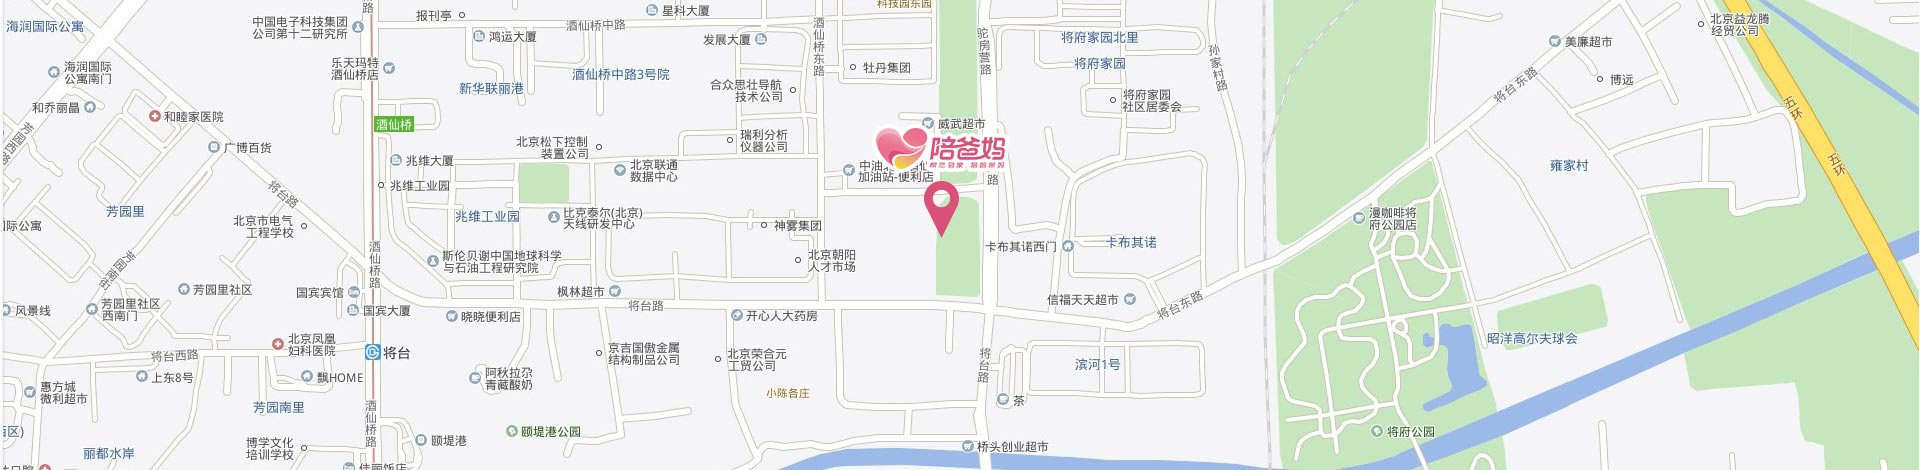 海润国际公寓
中国电子科技集团
公司第十二研究所
报刊亭
星科大厦
科技园东园
鸿运大厦
酒仙桥中路
发展大厦
酒仙桥东路
驼房营路
将府家园北里
将府家园
孙家村路
美廉超市
北京益龙腾
经贸公司
海润国际
公寓南门
乐天玛特
酒仙桥店
酒仙桥中路3号院
新华联丽港
牡丹集团
合众思壮导航
技术公司
将府家园
社区居委会
博远
将台东路
五环
和乔丽晶
和睦家医院
酒仙桥
威武超市
陪爸妈
芳园西路
广博百货
兆维大厦
北京松下控制
装置公司
瑞利分析
仪器公司
北京联通
数据中心
加油站-便利店
路
五环
雍家村
将台路
兆维工业园
芳园里
国际公寓
北京市电气
工程学校
兆维工业园
比克泰尔(北京)
天线研发中心
神雾集团
漫咖啡将
府公园店
卡布其诺西门
卡布其诺
酒仙桥路
斯伦贝谢中国地球科学
与石油工程研究院
北京朝阳
人才市场
芳园南街
芳园里社区
国宾宾馆
枫林超市
将台路
信福天天超市
将台东路
风景线
芳园里社区
西南门
国宾大厦
晓晓便利店
开心人大药房
北京凤凰
妇科医院
将台西路
将台
京吉国傲金属
结构制品公司
北京荣合元
工贸公司
将台路
滨河1号
昭洋高尔夫球会
上东8号
飘HOME
阿秋拉尕
青藏酸奶
惠方城
微利超市
芳园南里
小陈各庄
茶
酒仙桥路
颐堤港
颐堤港公园
将府公园
丽都水岸
博学文化
培训学校
佳丽饭店
桥头创业超市